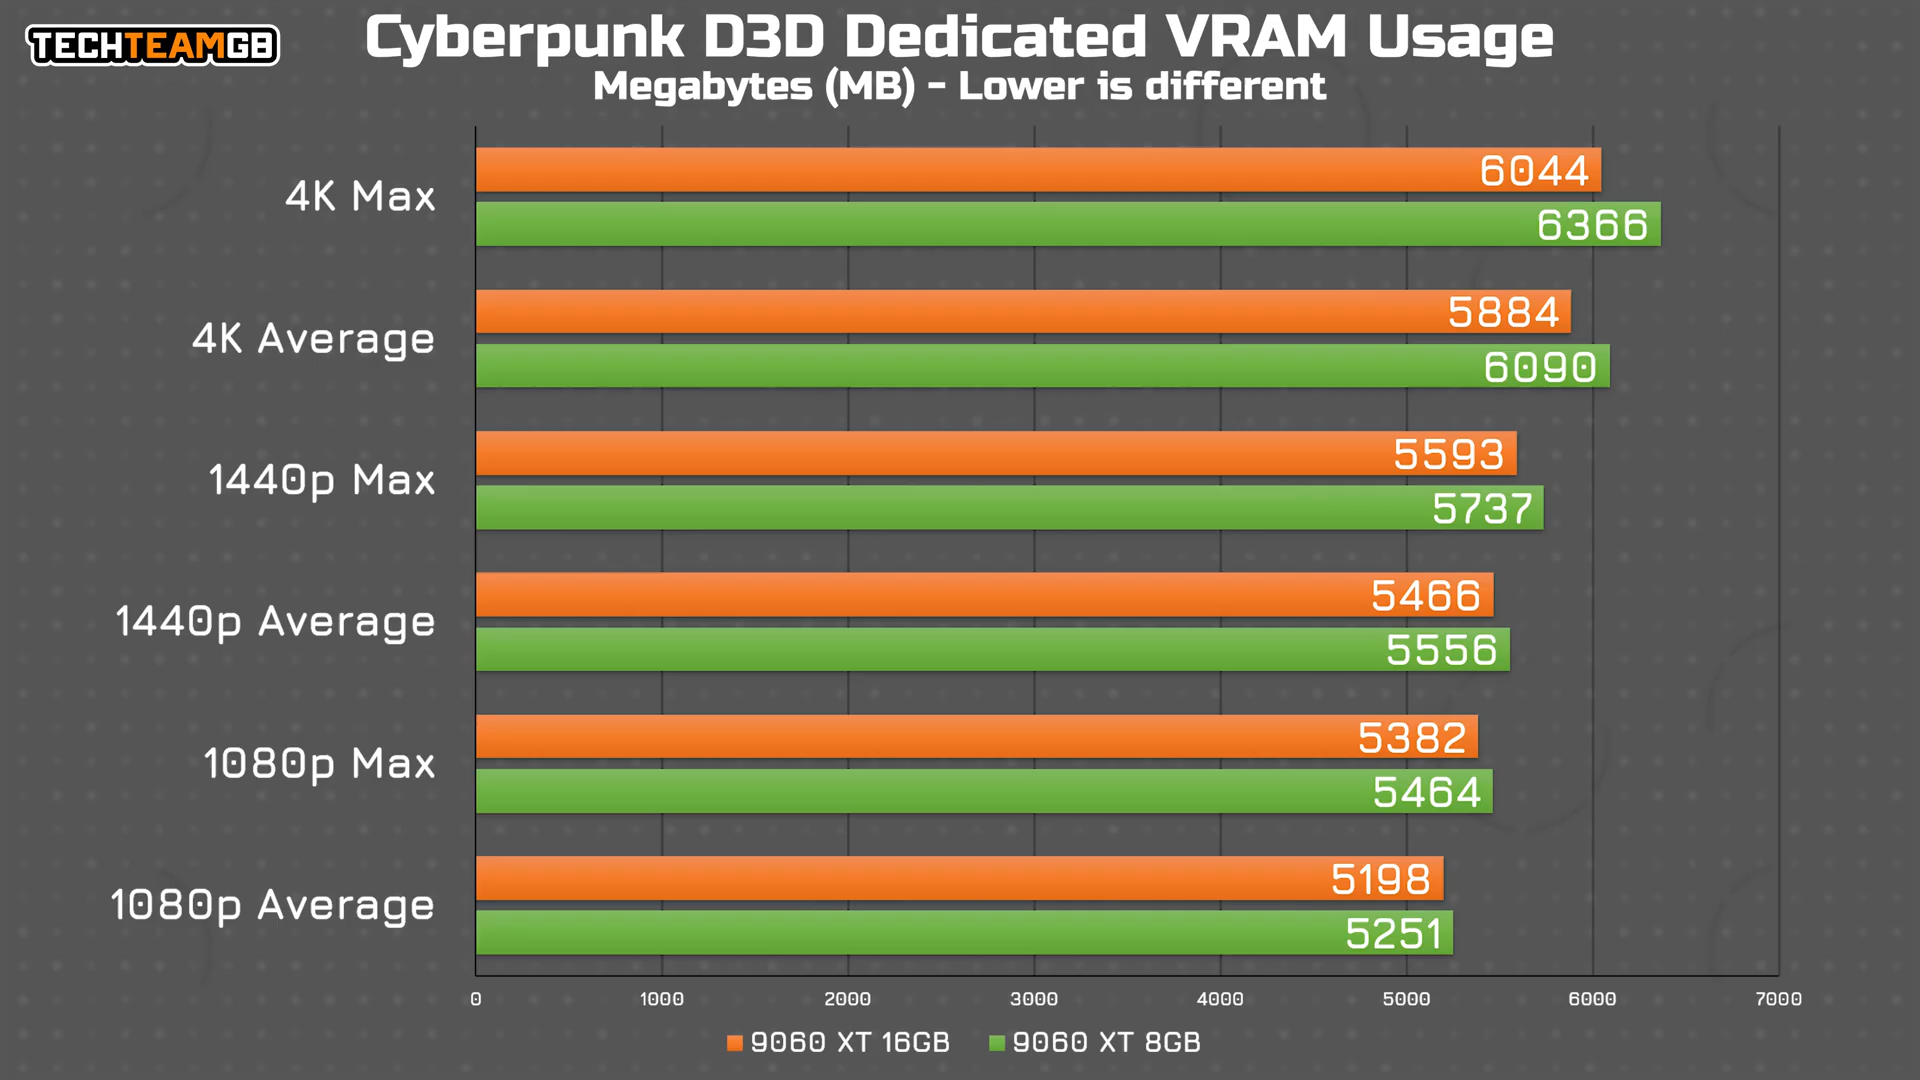 TECHTEAMGB
Cyberpunk D3D Dedicated VRAM Usage
Megabytes (MB) - Lower is different
4K Max
6044
6366
4K Average
5884
6090
1440p Max
5593
5737
1440p Average
5466
5556
1080p Max
5382
5464
1080p Average
5198
5251
0 1000 2000 3000 4000 5000 6000 7000
9060 XT 16GB 9060 XT 8GB